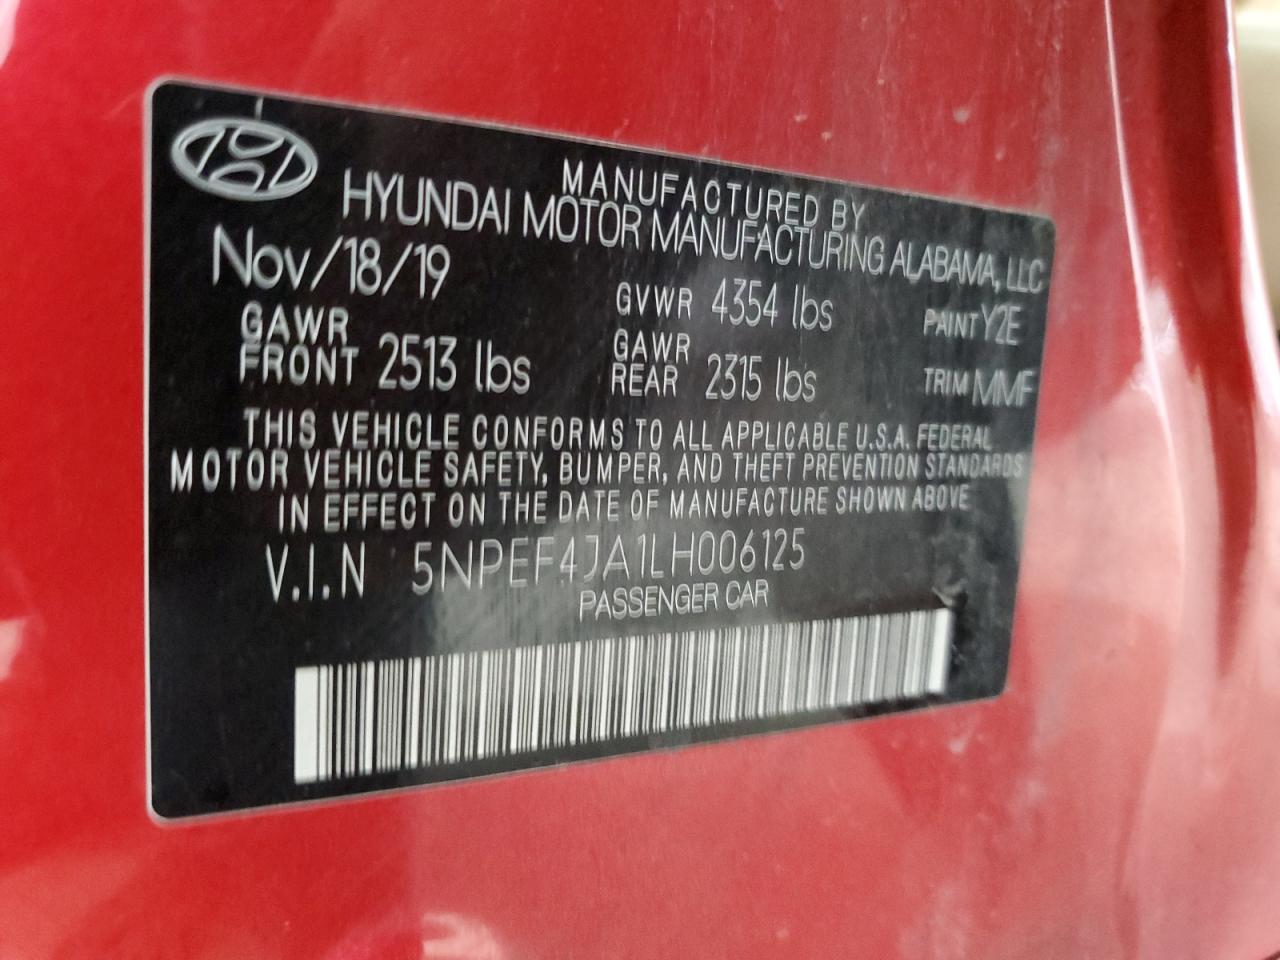 MANUFACTURED BY
HYUNDAI MOTOR MANUFACTURING ALABAMA, LLC
Nov/18/19
GVWR 4354 lbs
PAINT Y2E
GAWR FRONT 2513 lbs
GAWR REAR 2315 lbs
TRIM MMF
THIS VEHICLE CONFORMS TO ALL APPLICABLE U.S.A. FEDERAL
MOTOR VEHICLE SAFETY, BUMPER, AND THEFT PREVENTION STANDARDS
IN EFFECT ON THE DATE OF MANUFACTURE SHOWN ABOVE
V.I.N 5NPEF4JA1LH006125
PASSENGER CAR